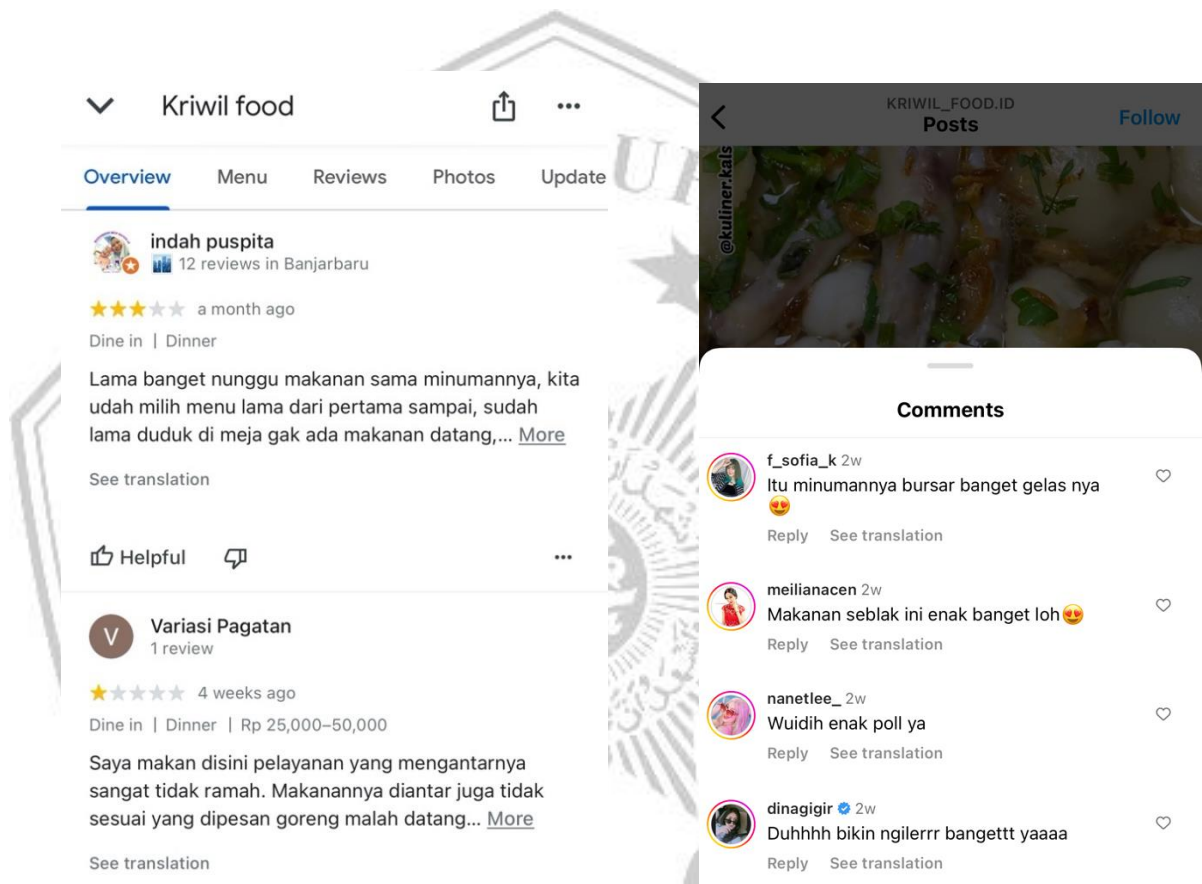 Kriwil food
Overview Menu Reviews Photos Update
indah puspita
12 reviews in Banjarbaru
a month ago
Dine in | Dinner
Lama banget nunggu makanan sama minumannya, kita
udah milih menu lama dari pertama sampai, sudah
lama duduk di meja gak ada makanan datang,... More
See translation
Helpful
V
Variasi Pagatan
1 review
4 weeks ago
Dine in | Dinner | Rp 25,000–50,000
Saya makan disini pelayanan yang mengantarnya
sangat tidak ramah. Makanannya diantar juga tidak
sesuai yang dipesan goreng malah datang... More
See translation
KRIWIL_FOOD.ID
Posts
Follow
@kuliner.kals
Comments
f_sofia_k 2w
Itu minumannya bursar banget gelas nya
😍
Reply See translation
meilianacen 2w
Makanan seblak ini enak banget loh😍
Reply See translation
nanetlee_ 2w
Wuidih enak poll ya
Reply See translation
dinagigir 2w
Duhhhh bikin ngilerrr bangettt yaaaa
Reply See translation